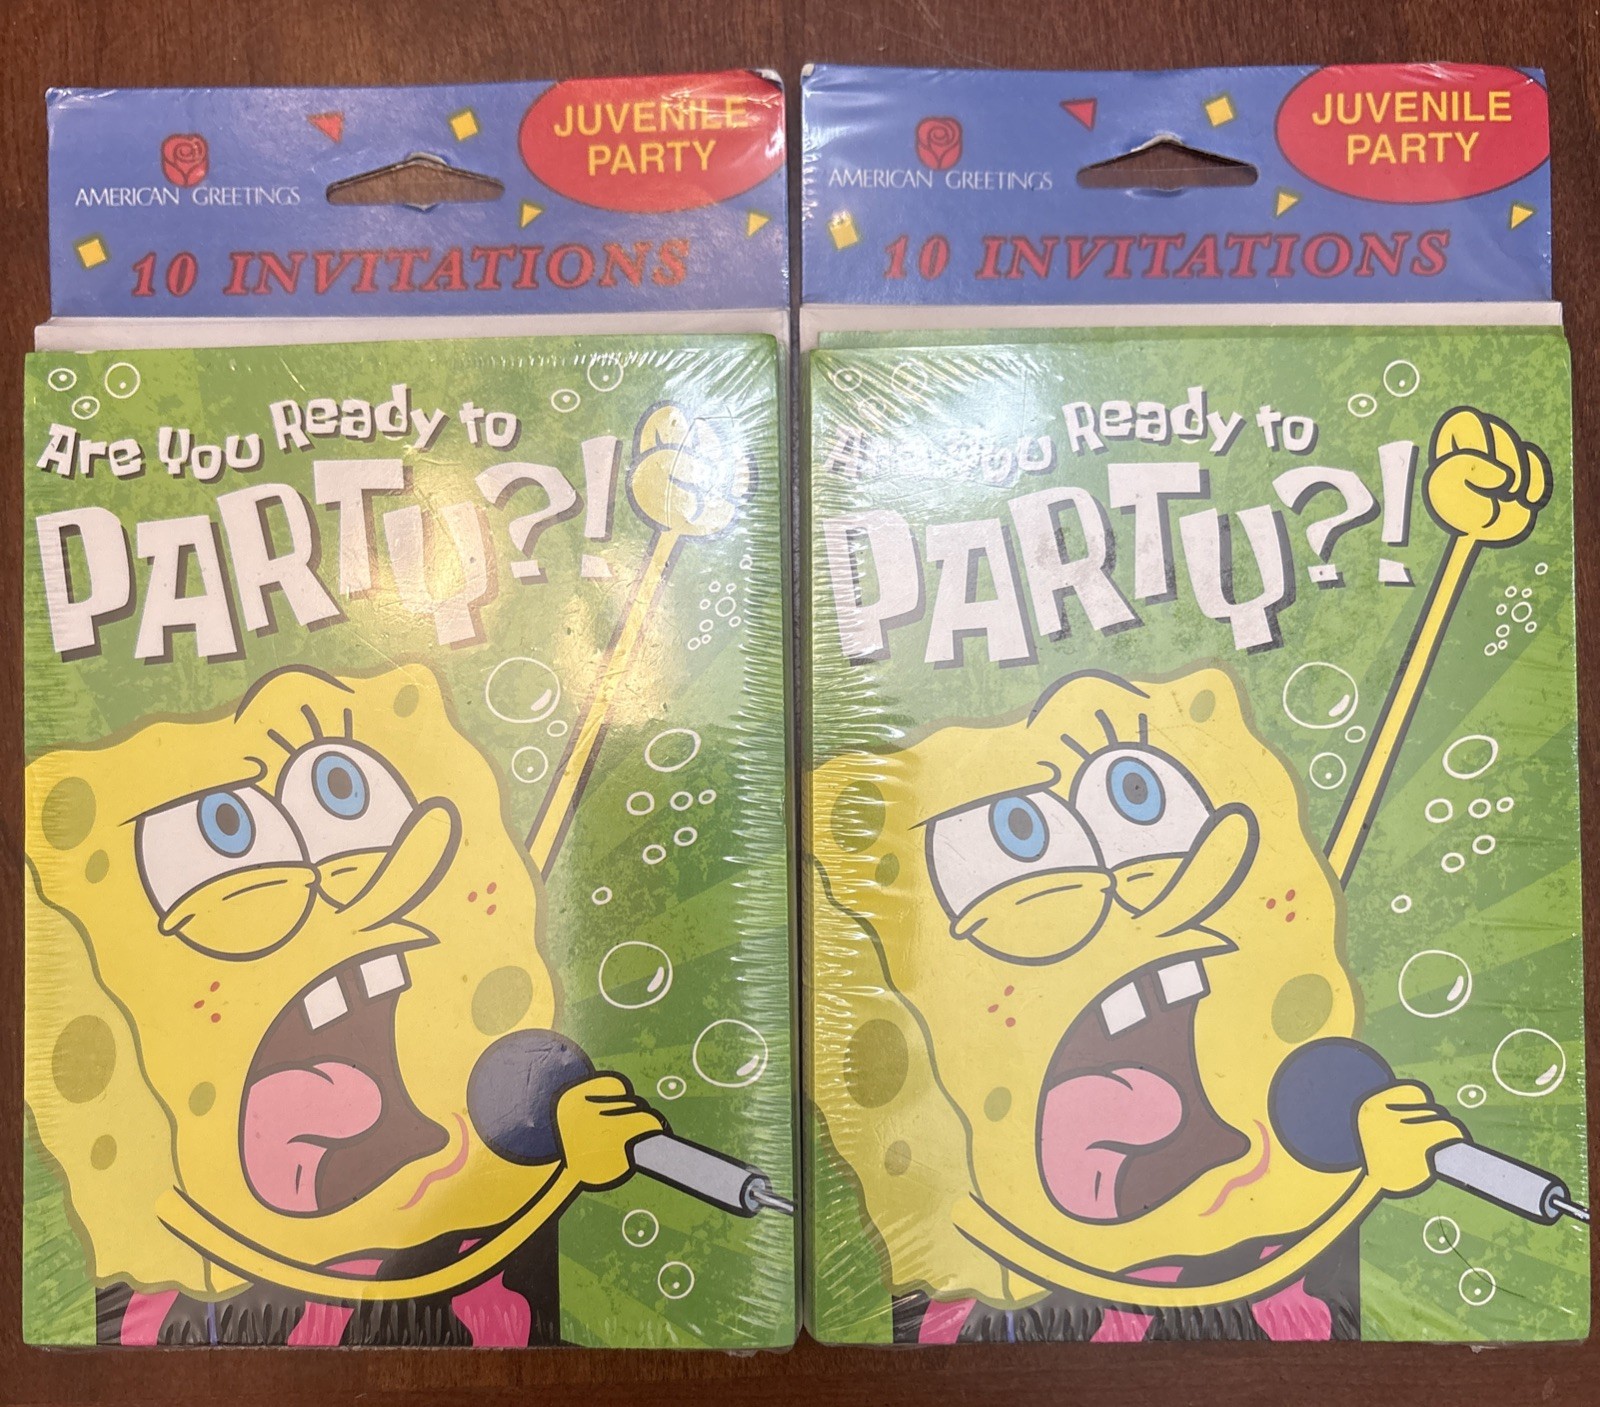 AMERICAN GREETINGS
JUVENILE
PARTY
10 INVITATIONS
Are You Ready to
PARTY?!
AMERICAN GREETINGS
JUVENILE
PARTY
10 INVITATIONS
Are You Ready to
PARTY?!